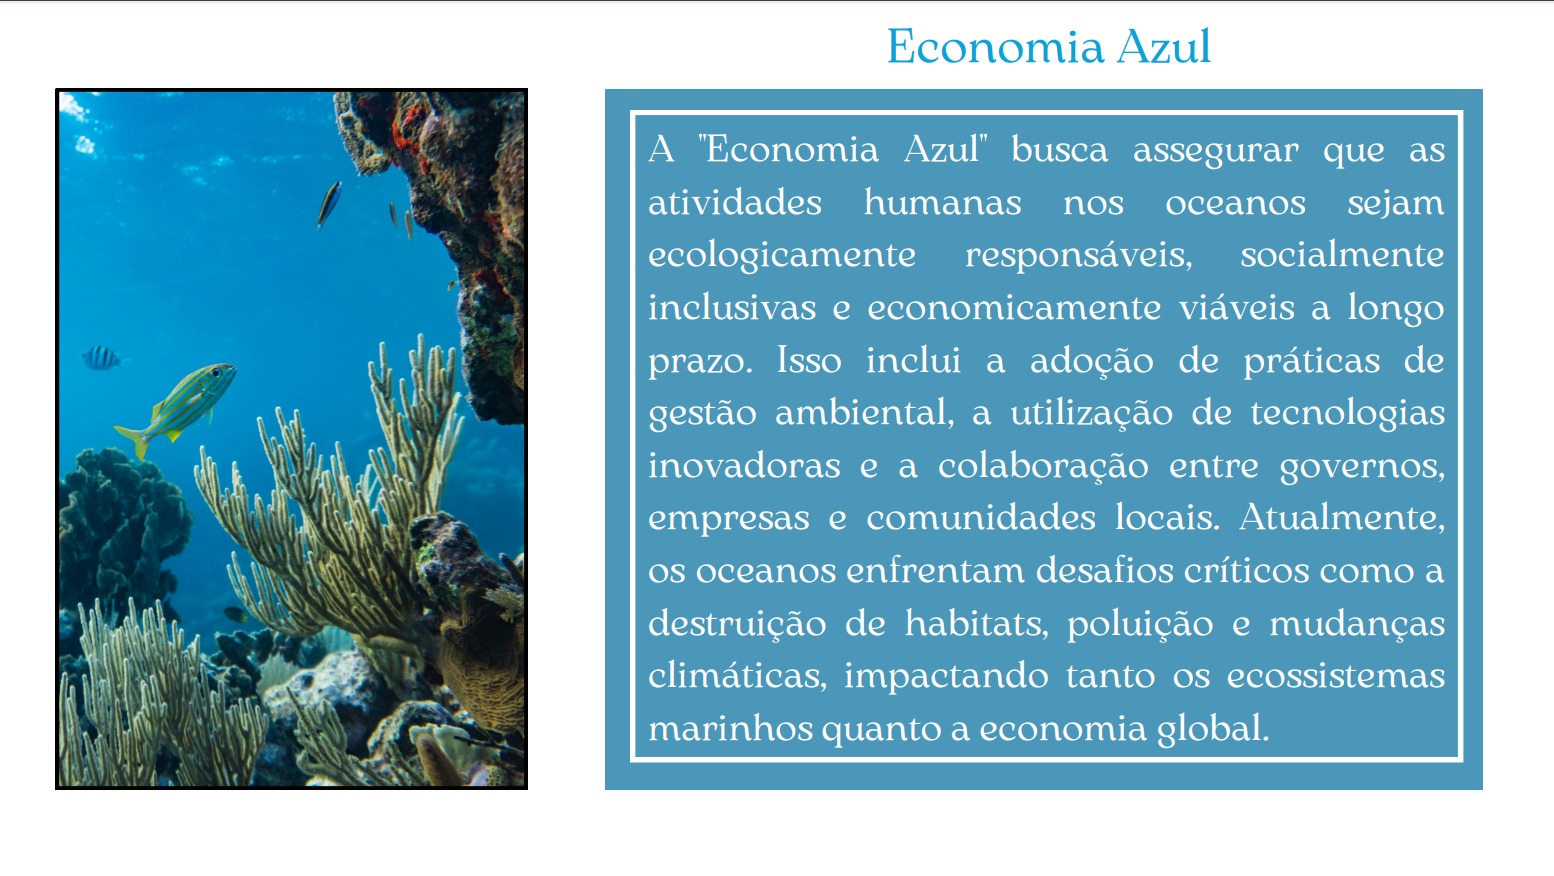 Economia Azul
A "Economia Azul" busca assegurar que as
atividades humanas nos oceanos sejam
ecologicamente responsáveis, socialmente
inclusivas e economicamente viáveis a longo
prazo. Isso inclui a adoção de práticas de
gestão ambiental, a utilização de tecnologias
inovadoras e a colaboração entre governos,
empresas e comunidades locais. Atualmente,
os oceanos enfrentam desafios críticos como a
destruição de habitats, poluição e mudanças
climáticas, impactando tanto os ecossistemas
marinhos quanto a economia global.